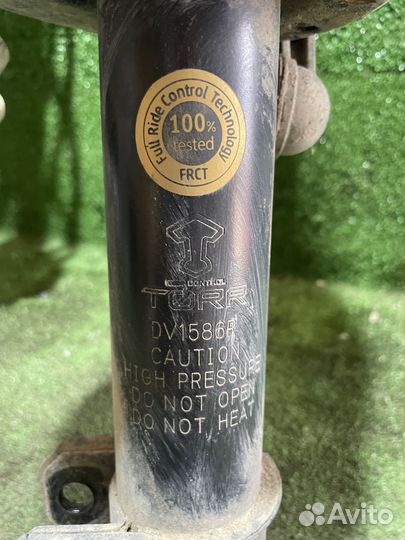 Full Ride Control Technology
100%
tested
FRCT
CONTROL
TORR
DV1586R
CAUTION
HIGH PRESSURE
DO NOT OPEN
DO NOT HEAT
Avito